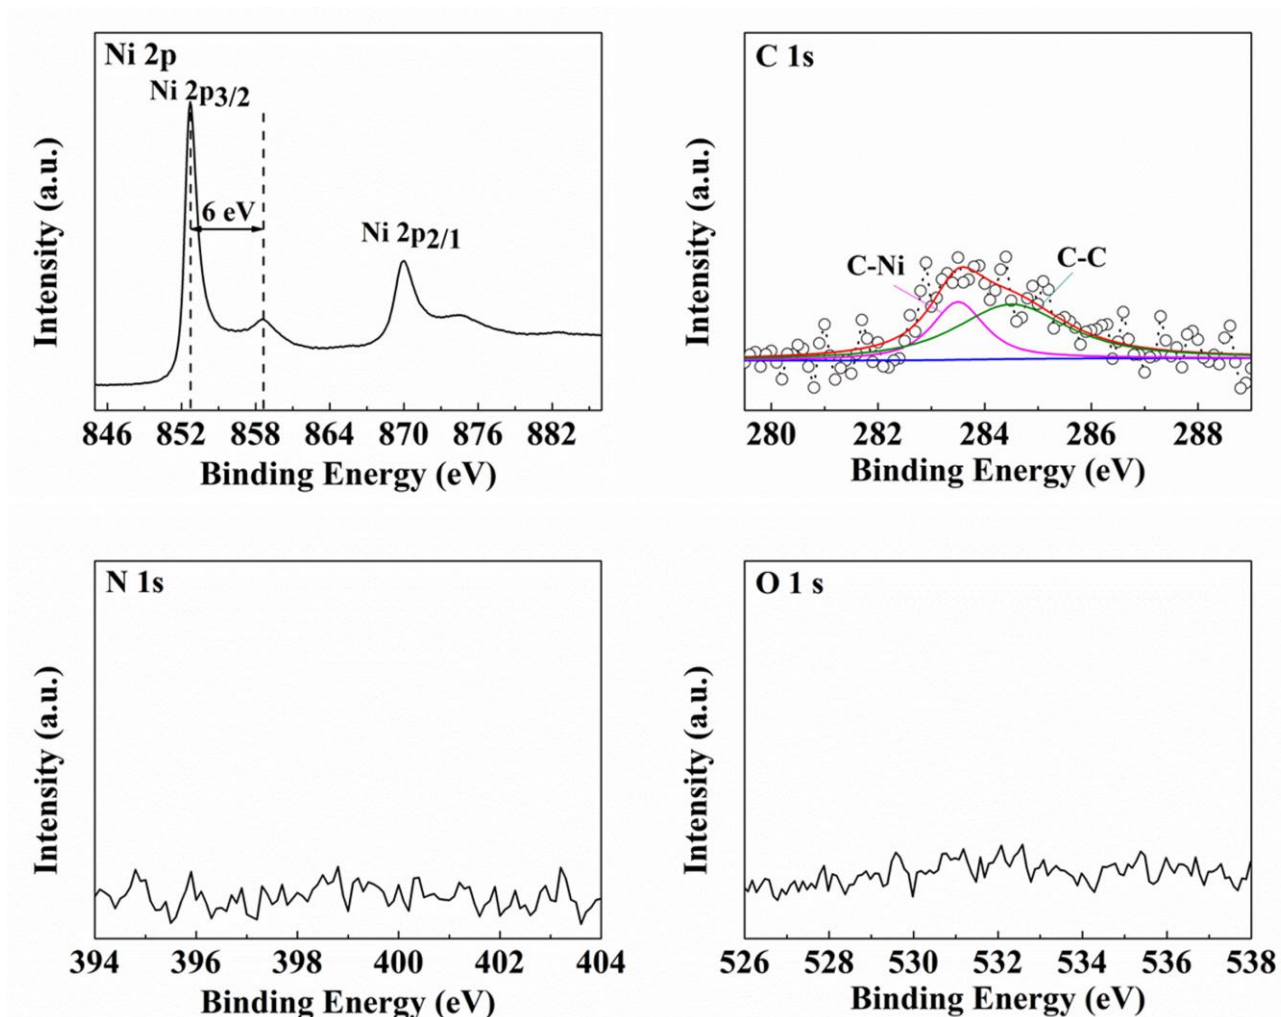 Ni 2p
Ni 2p3/2
6 eV
Ni 2p2/1
Intensity (a.u.)
846 852 858 864 870 876 882
Binding Energy (eV)
C 1s
C-Ni
C-C
Intensity (a.u.)
280 282 284 286 288
Binding Energy (eV)
N 1s
Intensity (a.u.)
394 396 398 400 402 404
Binding Energy (eV)
O 1 s
Intensity (a.u.)
526 528 530 532 534 536 538
Binding Energy (eV)